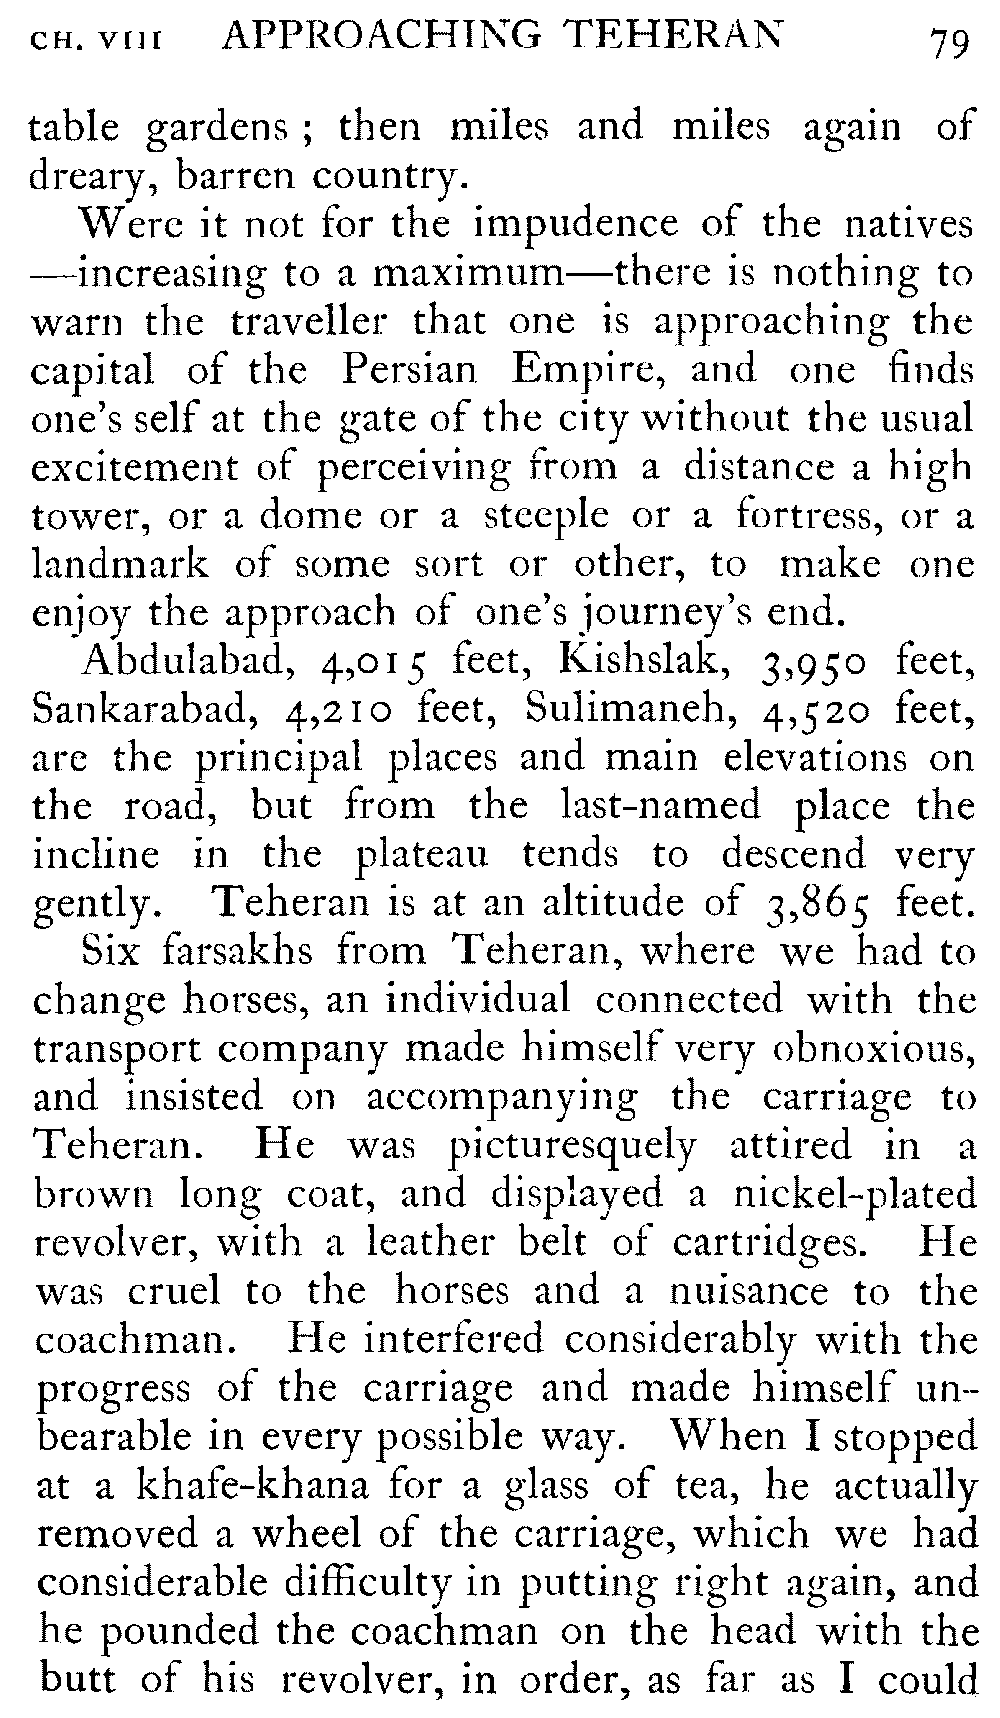 CH. VIII APPROACHING TEHERAN 79
table gardens ; then miles and miles again of
dreary, barren country.
Were it not for the impudence of the natives
—increasing to a maximum—there is nothing to
warn the traveller that one is approaching the
capital of the Persian Empire, and one finds
one's self at the gate of the city without the usual
excitement of perceiving from a distance a high
tower, or a dome or a steeple or a fortress, or a
landmark of some sort or other, to make one
enjoy the approach of one's journey's end.
Abdulabad, 4,015 feet, Kishslak, 3,950 feet,
Sankarabad, 4,210 feet, Sulimaneh, 4,520 feet,
are the principal places and main elevations on
the road, but from the last-named place the
incline in the plateau tends to descend very
gently. Teheran is at an altitude of 3,865 feet.
Six farsakhs from Teheran, where we had to
change horses, an individual connected with the
transport company made himself very obnoxious,
and insisted on accompanying the carriage to
Teheran. He was picturesquely attired in a
brown long coat, and displayed a nickel-plated
revolver, with a leather belt of cartridges. He
was cruel to the horses and a nuisance to the
coachman. He interfered considerably with the
progress of the carriage and made himself un-
bearable in every possible way. When I stopped
at a khafe-khana for a glass of tea, he actually
removed a wheel of the carriage, which we had
considerable difficulty in putting right again, and
he pounded the coachman on the head with the
butt of his revolver, in order, as far as I could